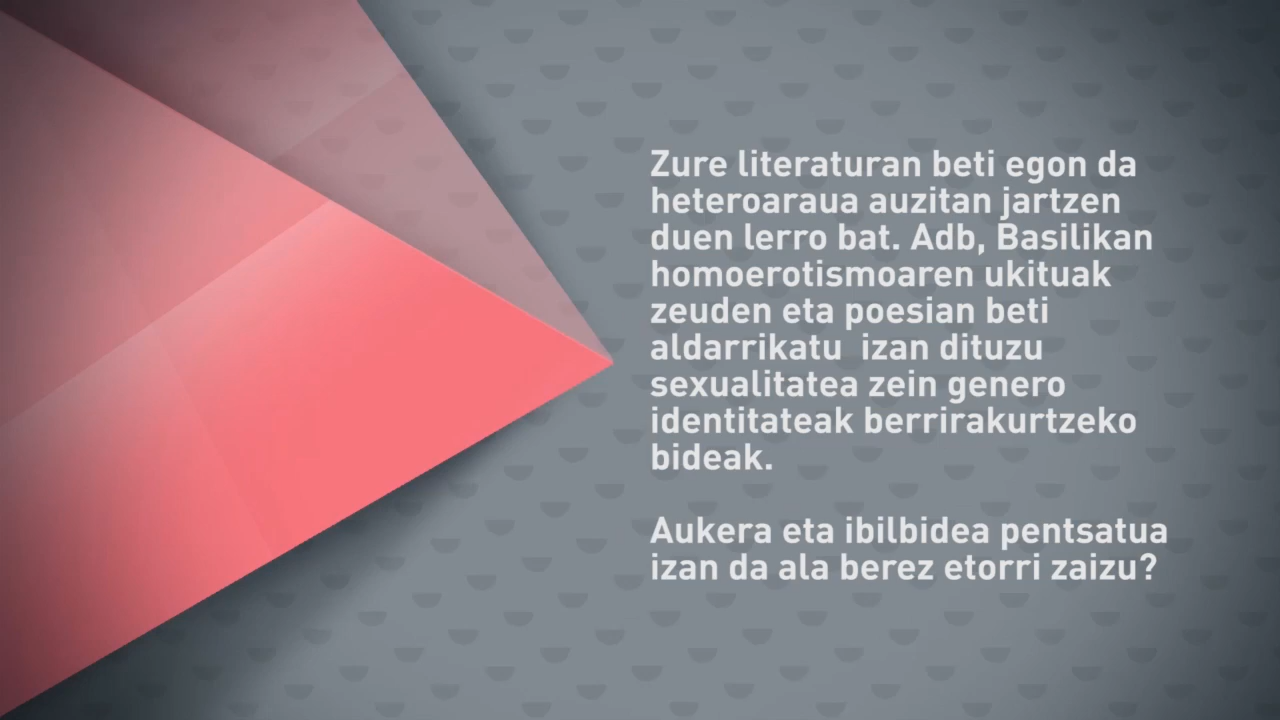 Zure literaturan beti egon da
heteroaraua auzitan jartzen
duen lerro bat. Adb, Basilikan
homoerotismoaren ukituak
zeuden eta poesian beti
aldarrikatu  izan dituzu
sexualitatea zein genero
identitateak berrirakurtzeko
bideak.
Aukera eta ibilbidea pentsatua
izan da ala berez etorri zaizu?